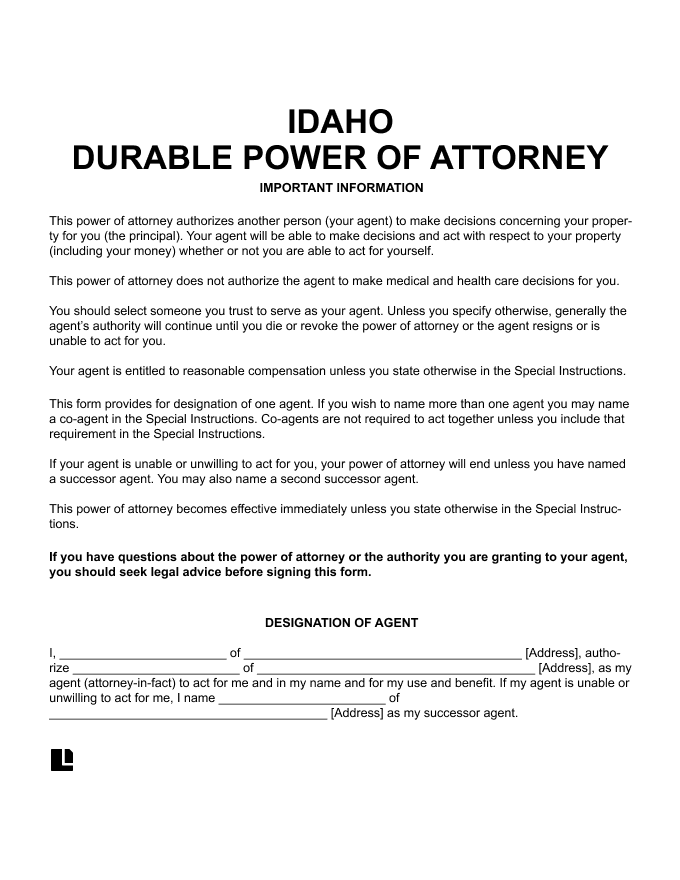 IDAHO
DURABLE POWER OF ATTORNEY
IMPORTANT INFORMATION
This power of attorney authorizes another person (your agent) to make decisions concerning your proper-
ty for you (the principal). Your agent will be able to make decisions and act with respect to your property
(including your money) whether or not you are able to act for yourself.
This power of attorney does not authorize the agent to make medical and health care decisions for you.
You should select someone you trust to serve as your agent. Unless you specify otherwise, generally the
agent’s authority will continue until you die or revoke the power of attorney or the agent resigns or is
unable to act for you.
Your agent is entitled to reasonable compensation unless you state otherwise in the Special Instructions.
This form provides for designation of one agent. If you wish to name more than one agent you may name
a co-agent in the Special Instructions. Co-agents are not required to act together unless you include that
requirement in the Special Instructions.
If your agent is unable or unwilling to act for you, your power of attorney will end unless you have named
a successor agent. You may also name a second successor agent.
This power of attorney becomes effective immediately unless you state otherwise in the Special Instruc-
tions.
If you have questions about the power of attorney or the authority you are granting to your agent,
you should seek legal advice before signing this form.
DESIGNATION OF AGENT
I, ________________________ of ________________________________________ [Address], autho-
rize ________________________ of ________________________________________ [Address], as my
agent (attorney-in-fact) to act for me and in my name and for my use and benefit. If my agent is unable or
unwilling to act for me, I name ________________________ of
________________________________________ [Address] as my successor agent.